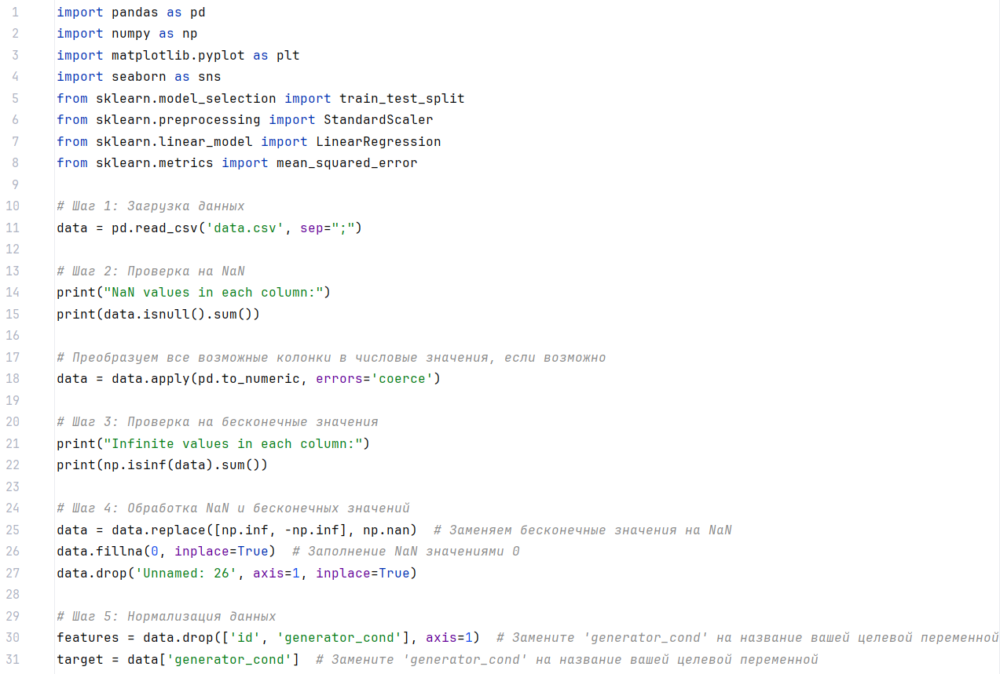 1 import pandas as pd
2 import numpy as np
3 import matplotlib.pyplot as plt
4 import seaborn as sns
5 from sklearn.model_selection import train_test_split
6 from sklearn.preprocessing import StandardScaler
7 from sklearn.linear_model import LinearRegression
8 from sklearn.metrics import mean_squared_error
9
10 # Шаг 1: Загрузка данных
11 data = pd.read_csv('data.csv', sep=";")
12
13 # Шаг 2: Проверка на NaN
14 print("NaN values in each column:")
15 print(data.isnull().sum())
16
17 # Преобразуем все возможные колонки в числовые значения, если возможно
18 data = data.apply(pd.to_numeric, errors='coerce')
19
20 # Шаг 3: Проверка на бесконечные значения
21 print("Infinite values in each column:")
22 print(np.isinf(data).sum())
23
24 # Шаг 4: Обработка NaN и бесконечных значений
25 data = data.replace([np.inf, -np.inf], np.nan)  # Заменяем бесконечные значения на NaN
26 data.fillna(0, inplace=True)  # Заполнение NaN значениями 0
27 data.drop('Unnamed: 26', axis=1, inplace=True)
28
29 # Шаг 5: Нормализация данных
30 features = data.drop(['id', 'generator_cond'], axis=1)  # Замените 'generator_cond' на название вашей целевой переменной
31 target = data['generator_cond']  # Замените 'generator_cond' на название вашей целевой переменной